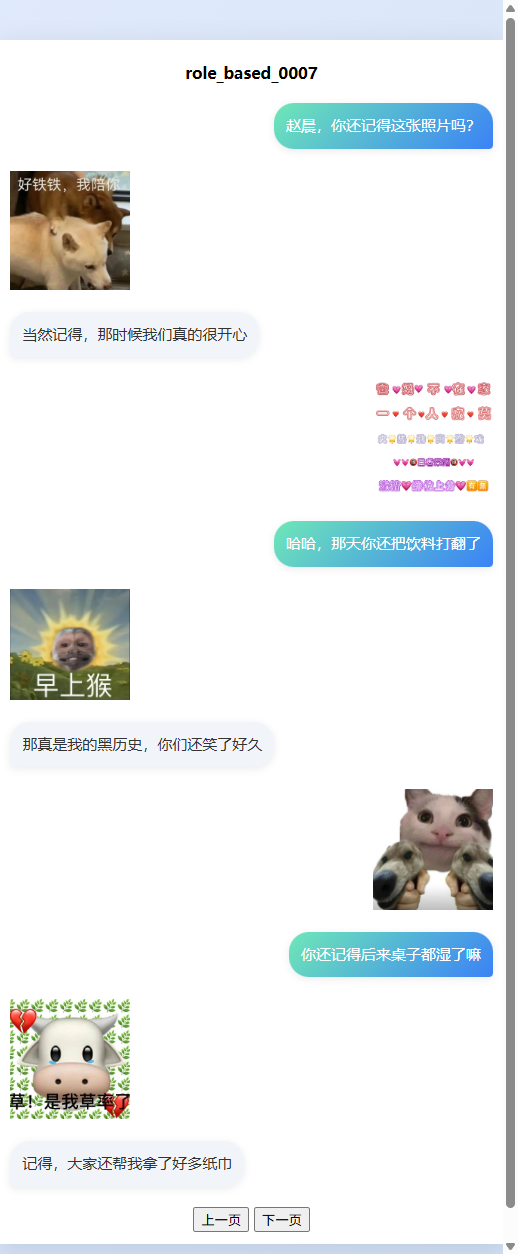 role_based_0007
赵晨，你还记得这张照片吗？
好铁铁，我陪你
当然记得，那时候我们真的很开心
一个人
哈哈，那天你还把饮料打翻了
早上猴
那真是我的黑历史，你们还笑了好久
你还记得后来桌子都湿了嘛
草！是我草率了
记得，大家还帮我拿了好多纸巾
上一页 下一页